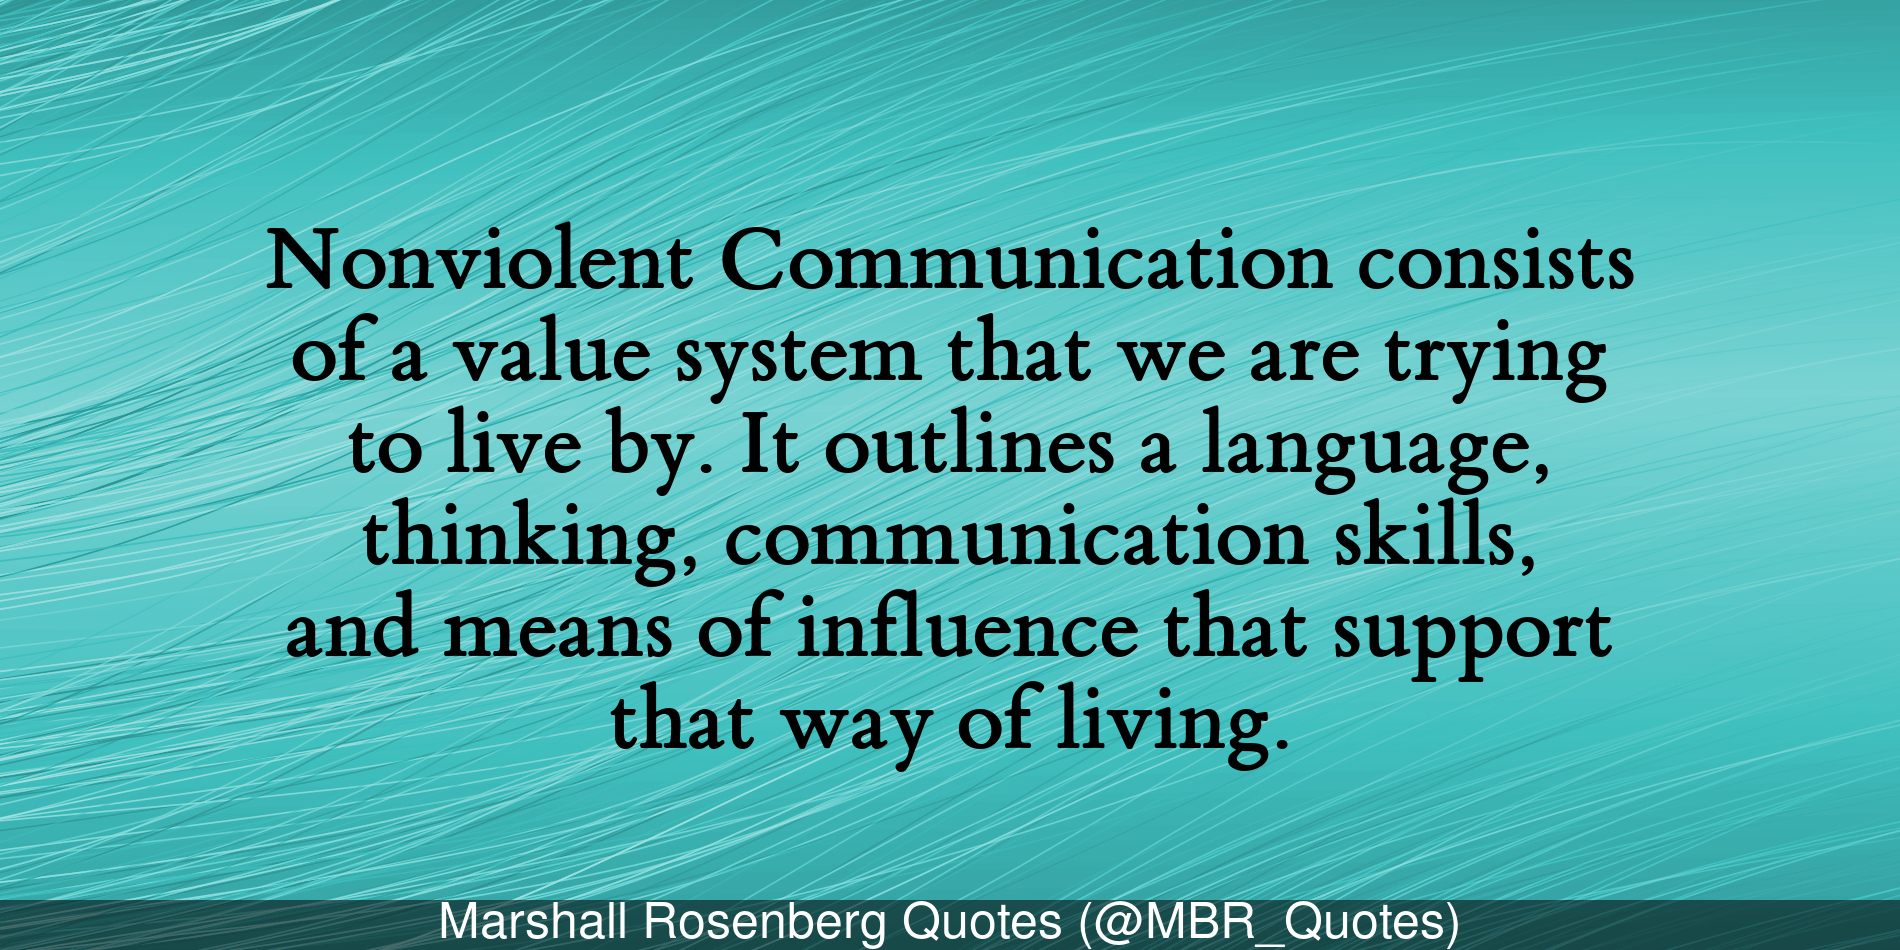 Nonviolent Communication consists
of a value system that we are trying
to live by. It outlines a language,
thinking, communication skills,
and means of influence that support
that way of living.
Marshall Rosenberg Quotes (@MBR_Quotes)